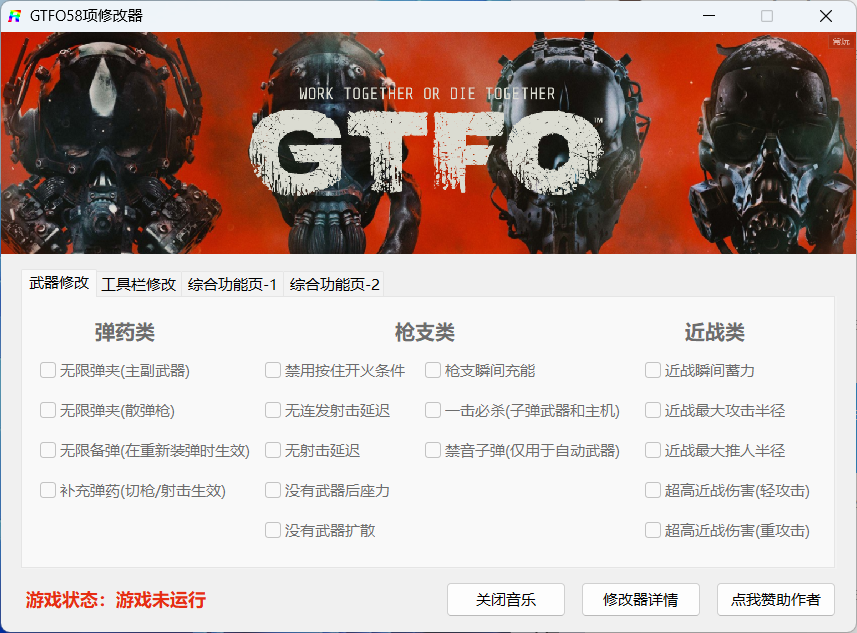 GTFO58项修改器
常玩
WORK TOGETHER OR DIE TOGETHER
GTFO™
武器修改 工具栏修改 综合功能页-1 综合功能页-2
弹药类 枪支类 近战类
无限弹夹(主副武器) 禁用按住开火条件 枪支瞬间充能 近战瞬间蓄力
无限弹夹(散弹枪) 无连发射击延迟 一击必杀(子弹武器和主机) 近战最大攻击半径
无限备弹(在重新装弹时生效) 无射击延迟 禁音子弹(仅用于自动武器) 近战最大推人半径
补充弹药(切枪/射击生效) 没有武器后座力 超高近战伤害(轻攻击)
没有武器扩散 超高近战伤害(重攻击)
游戏状态：游戏未运行 关闭音乐 修改器详情 点我赞助作者